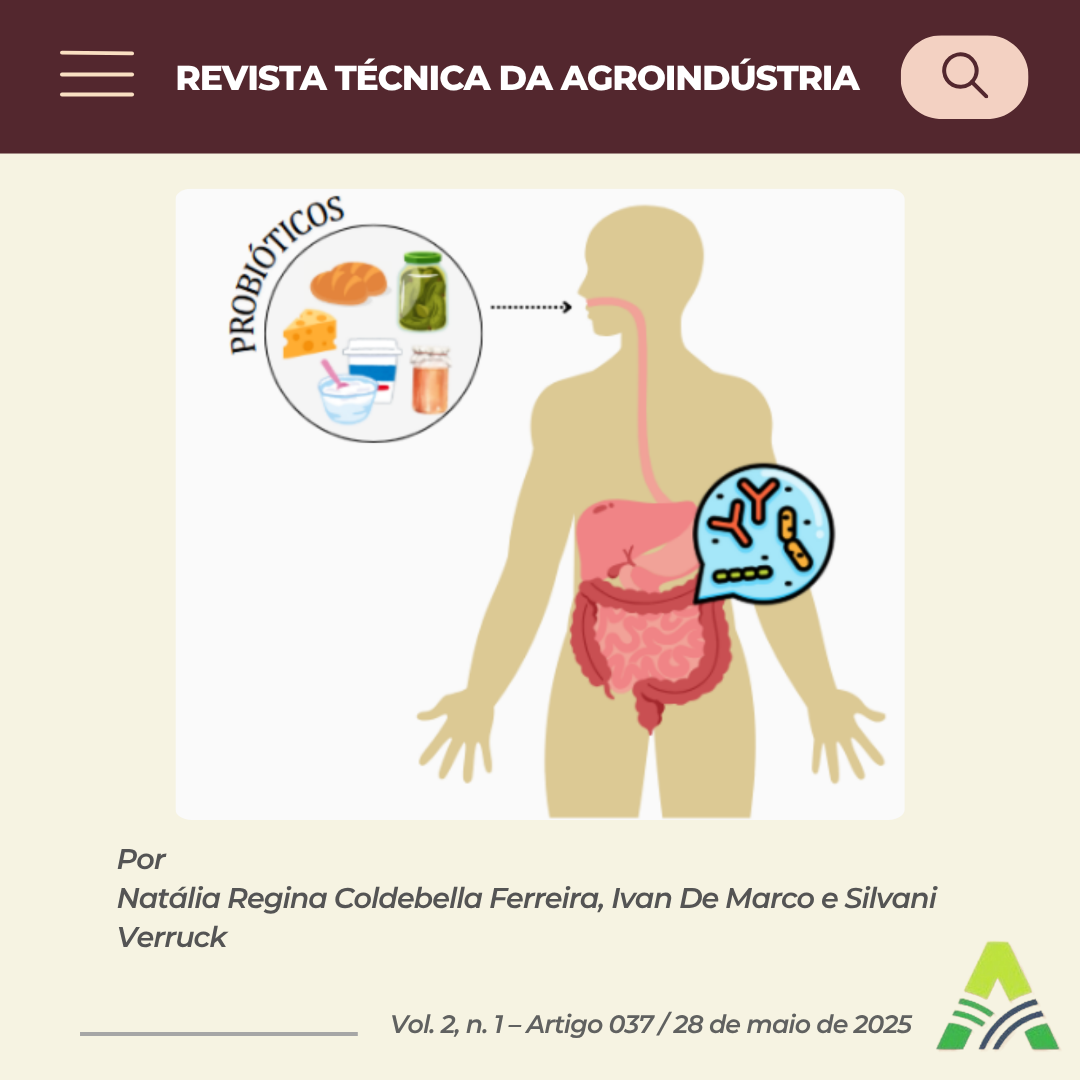 REVISTA TÉCNICA DA AGROINDÚSTRIA
PROBIÓTICOS
Por
Natália Regina Coldebella Ferreira, Ivan De Marco e Silvani
Verruck
Vol. 2, n. 1 – Artigo 037 / 28 de maio de 2025